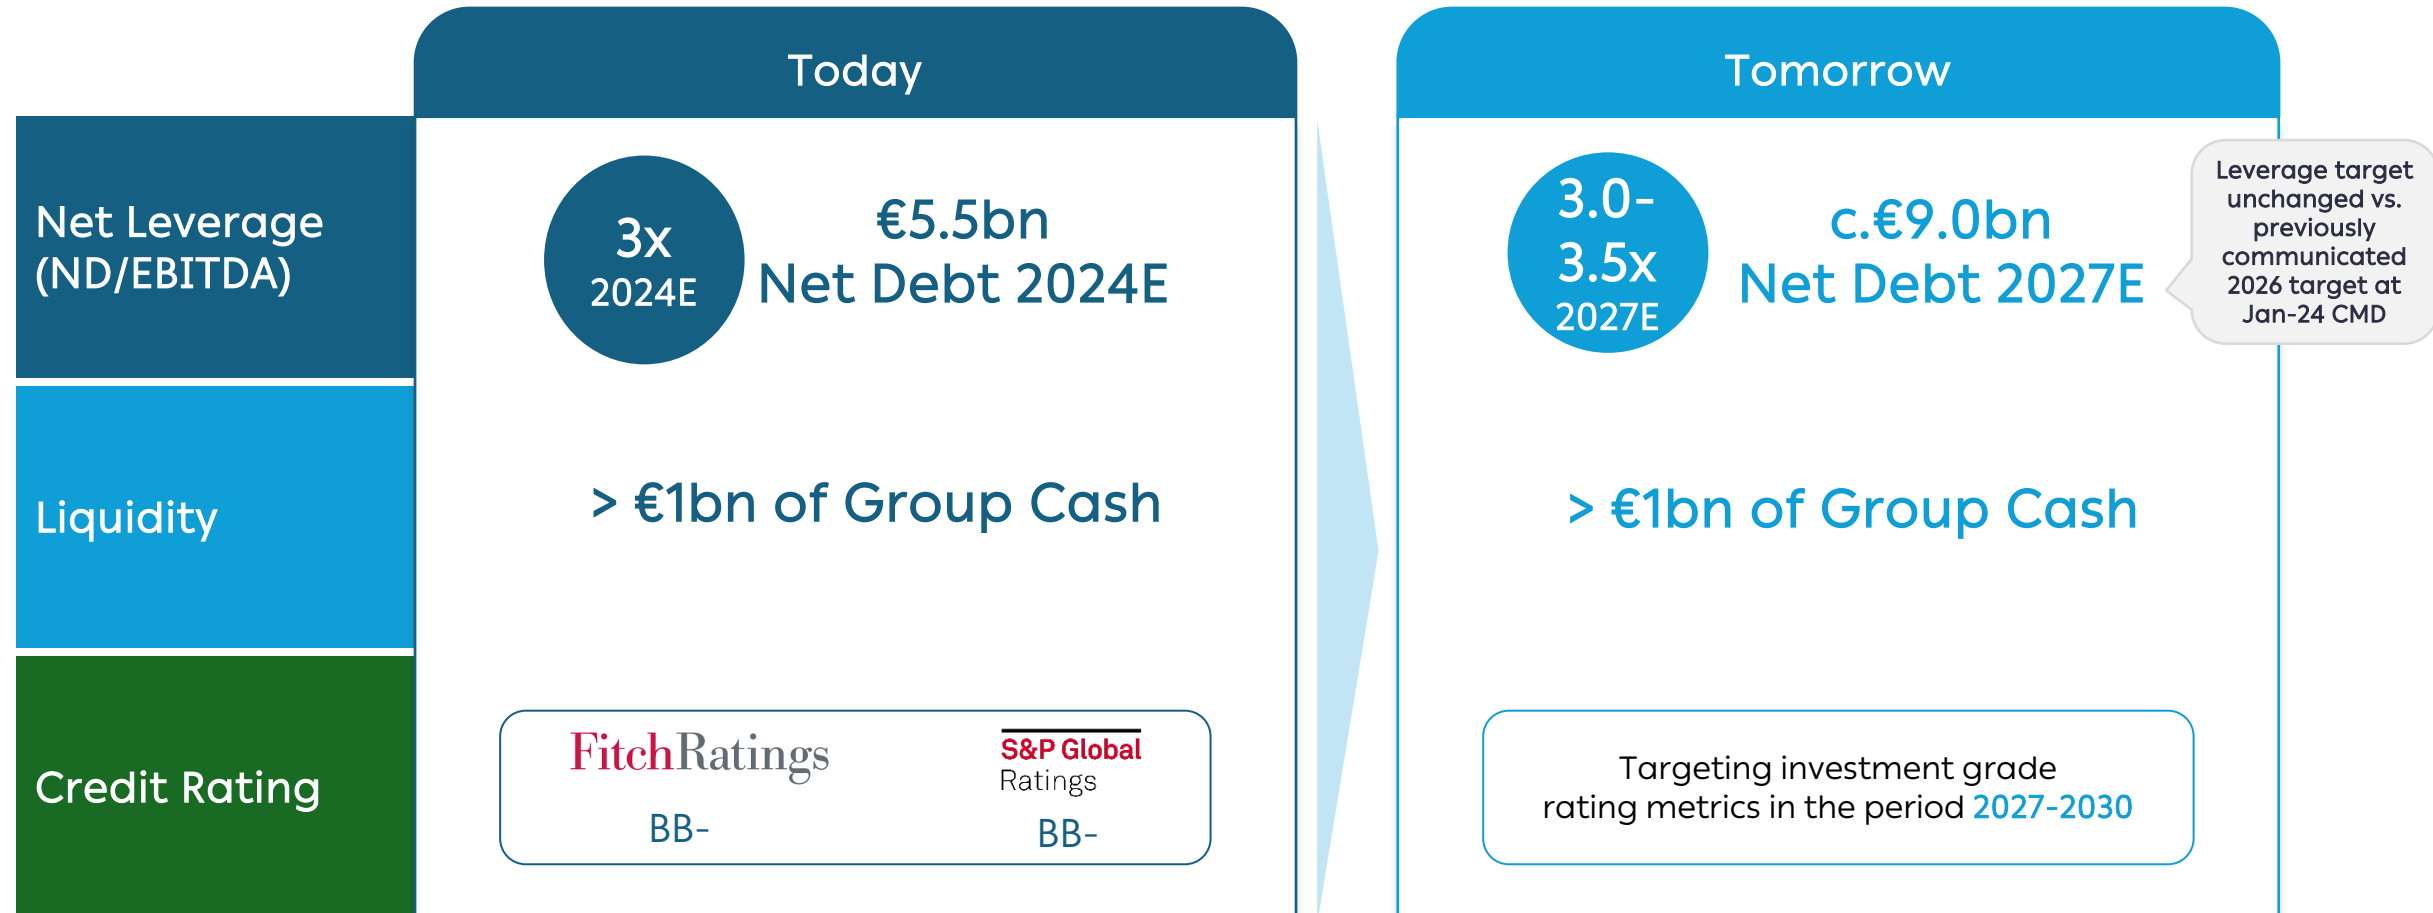 Today
Tomorrow
Net Leverage
(ND/EBITDA)
3x
2024E
€5.5bn
Net Debt 2024E
3.0-
3.5x
2027E
c.€9.0bn
Net Debt 2027E
Leverage target
unchanged vs.
previously
communicated
2026 target at
Jan-24 CMD
Liquidity
> €1bn of Group Cash
> €1bn of Group Cash
Credit Rating
FitchRatings
BB-
S&P Global
Ratings
BB-
Targeting investment grade
rating metrics in the period 2027-2030